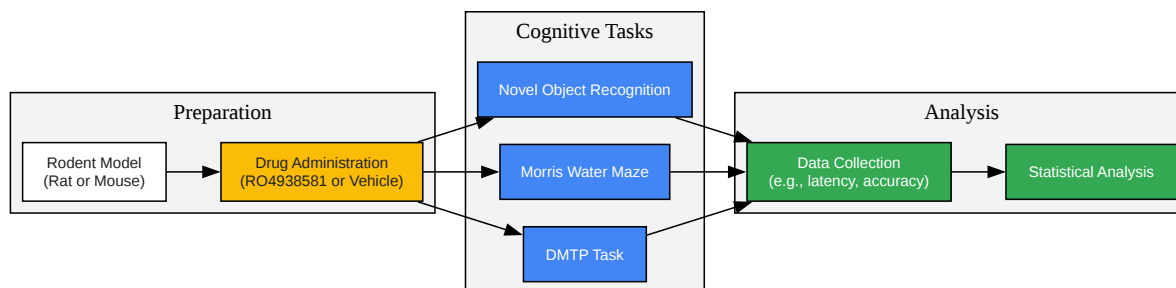 Preparation
Rodent Model
(Rat or Mouse)
Drug Administration
(RO4938581 or Vehicle)
Cognitive Tasks
Novel Object Recognition
Morris Water Maze
DMTP Task
Analysis
Data Collection
(e.g., latency, accuracy)
Statistical Analysis